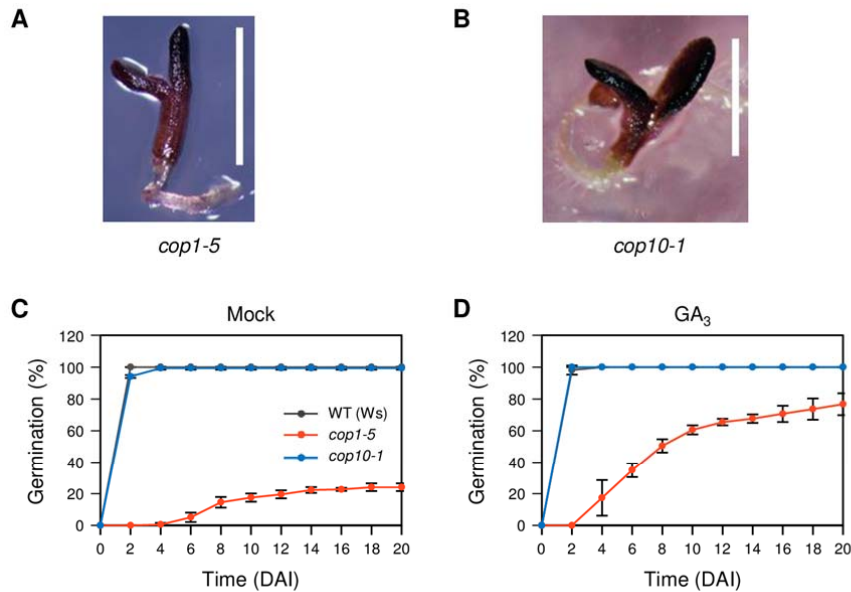 A
B
cop1-5
cop10-1
C
Mock
Germination (%)
120
100
80
60
40
20
0
WT (Ws)
cop1-5
cop10-1
0 2 4 6 8 10 12 14 16 18 20
Time (DAI)
D
GA₃
Germination (%)
120
100
80
60
40
20
0
0 2 4 6 8 10 12 14 16 18 20
Time (DAI)